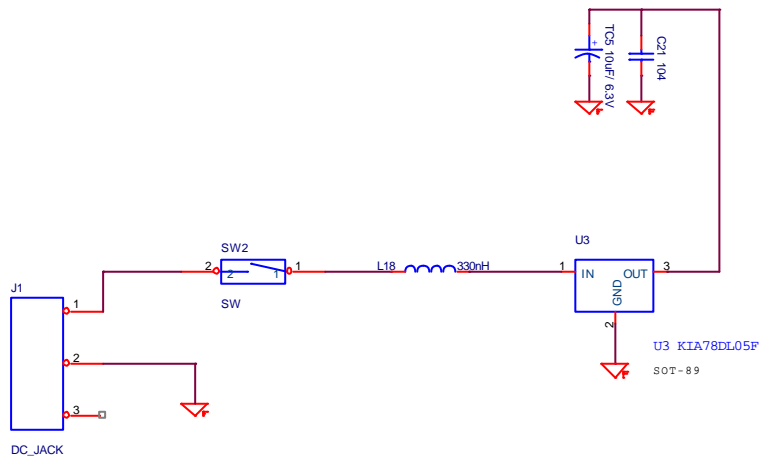 TC5 10uF/ 6.3V
+
C21 104
SW2
2 2 1 1
SW
L18 330nH
U3
1 IN OUT 3
GND
2
U3 KIA78DL05F
SOT-89
J1
1
2
3
DC_JACK